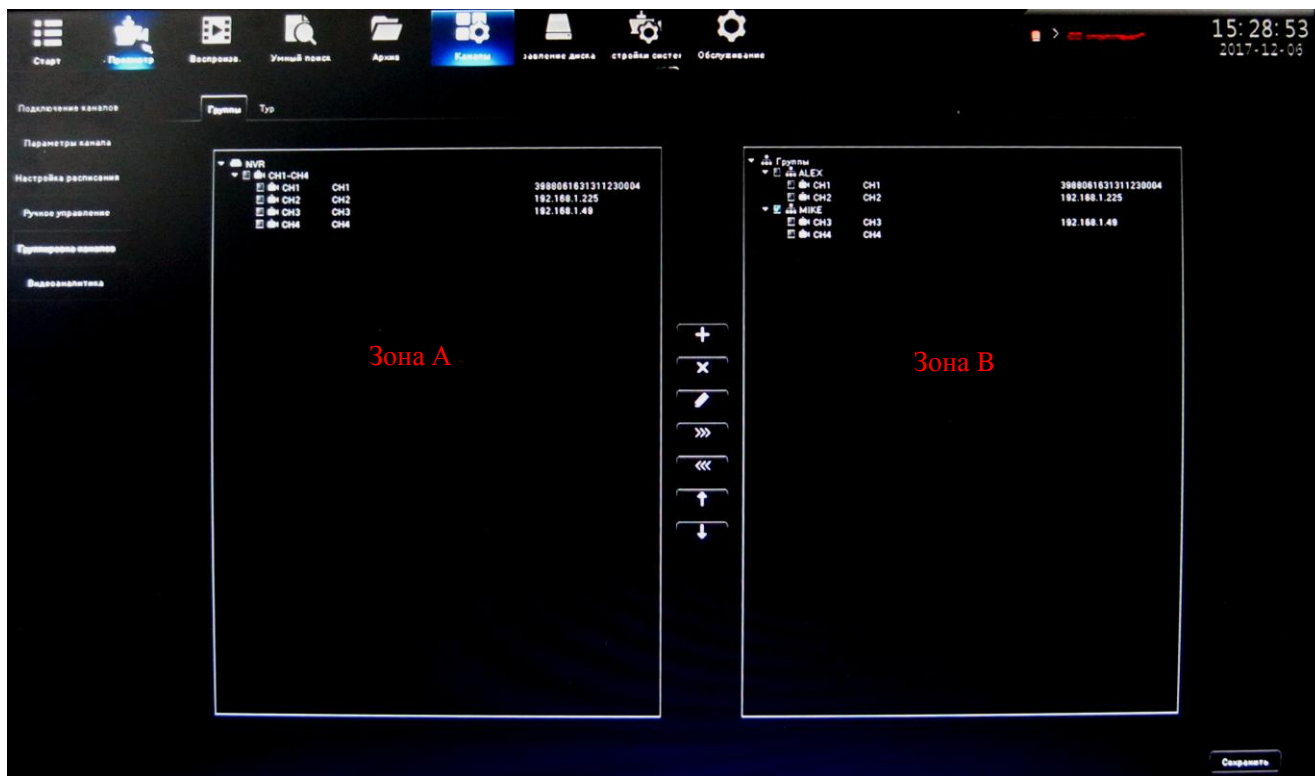 15:28:53
2017-12-06
Старт
Просмотр
Воспроизв.
Умный поиск
Архив
Каналы
равление диска
стройки систе
Обслуживание
Подключение каналов
Параметры канала
Настройка расписания
Ручное управление
Группировка каналов
Видеоаналитика
Группы Тур
NVR
CH1-CH4
CH1 CH1 3988061631311230004
CH2 CH2 192.168.1.225
CH3 CH3 192.168.1.49
CH4 CH4
Зона А
Группы
ALEX
CH1 CH1 3988061631311230004
CH2 CH2 192.168.1.225
MIKE
CH3 CH3 192.168.1.49
CH4 CH4
Зона В
Сохранить